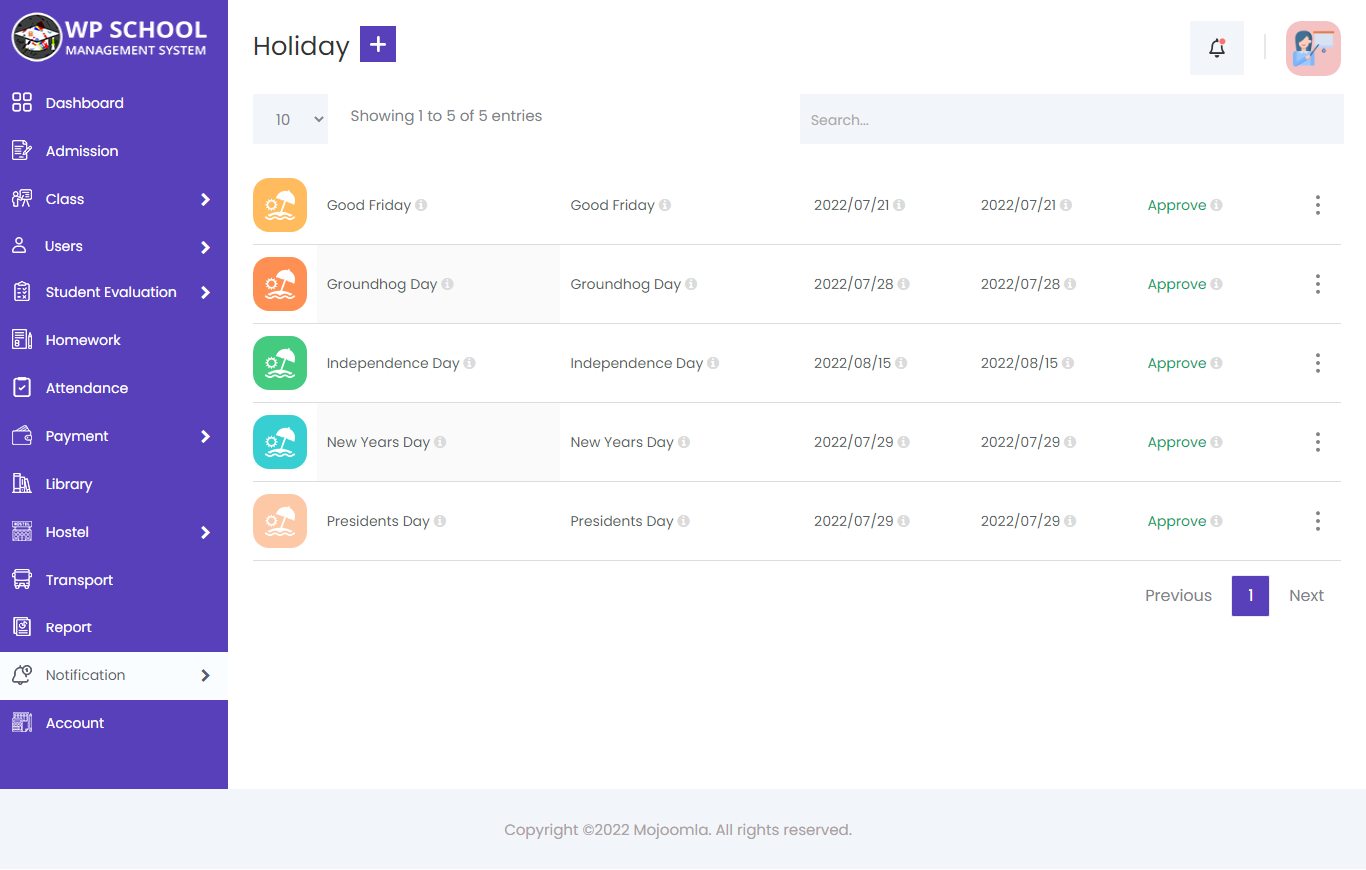 WP SCHOOL
MANAGEMENT SYSTEM
Dashboard
Admission
Class
Users
Student Evaluation
Homework
Attendance
Payment
Library
Hostel
Transport
Report
Notification
Account
Holiday +
10 Showing 1 to 5 of 5 entries Search...
Good Friday Good Friday 2022/07/21 2022/07/21 Approve
Groundhog Day Groundhog Day 2022/07/28 2022/07/28 Approve
Independence Day Independence Day 2022/08/15 2022/08/15 Approve
New Years Day New Years Day 2022/07/29 2022/07/29 Approve
Presidents Day Presidents Day 2022/07/29 2022/07/29 Approve
Previous 1 Next
Copyright ©2022 Mojoomla. All rights reserved.